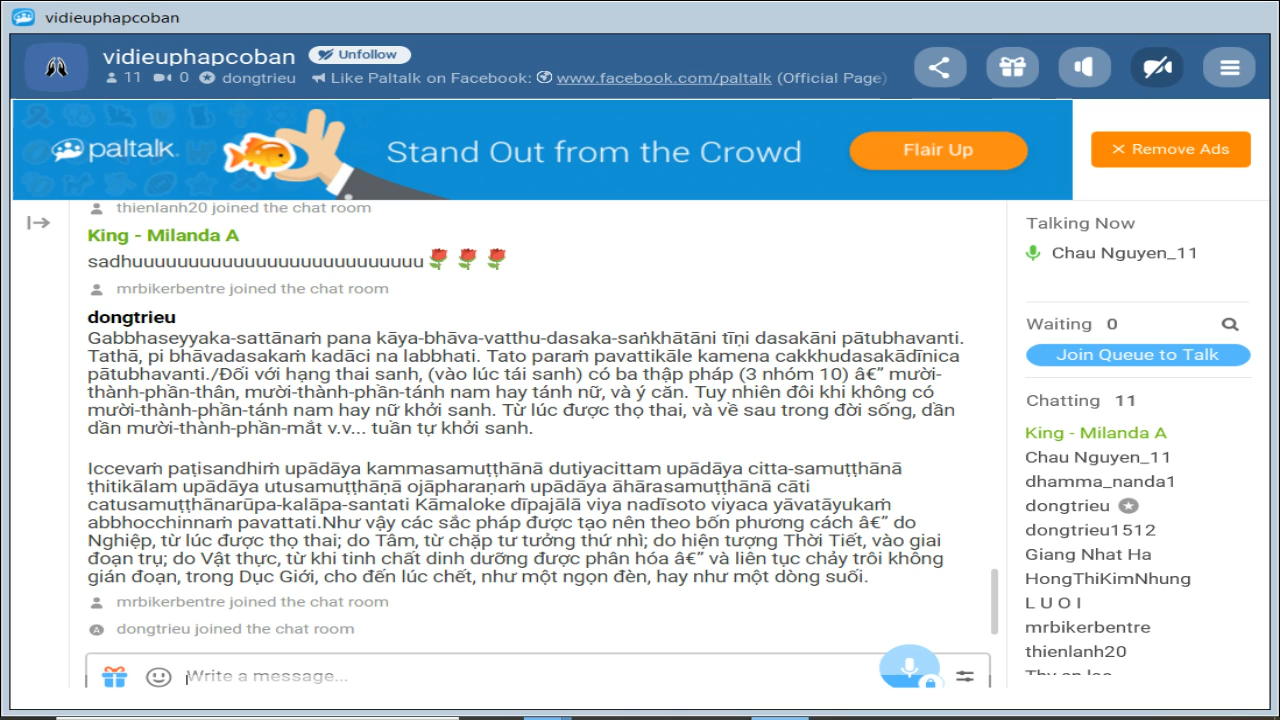 vidieuphapcoban
vidieuphapcoban Unfollow
11 0 dongtrieu Like Paltalk on Facebook: www.facebook.com/paltalk (Official Page)
paltalk Stand Out from the Crowd Flair Up
Remove Ads
thienlanh20 joined the chat room
King - Milanda A
sadhuuuuuuuuuuuuuuuuuuuuuuuuuuu
mrbikerbentre joined the chat room
dongtrieu
Gabbhaseyyaka-sattānaṁ pana kāya-bhāva-vatthu-dasaka-saṅkhātāni tīṇi dasakāni pātubhavanti.
Tathā, pi bhāvadasakaṁ kadāci na labbhati. Tato paraṁ pavattikāle kamena cakkhudasakādīnica
pātubhavanti./Đối với hạng thai sanh, (vào lúc tái sanh) có ba thập pháp (3 nhóm 10) â€” mười-
thành-phần-thân, mười-thành-phần-tánh nam hay tánh nữ, và ý căn. Tuy nhiên đôi khi không có
mười-thành-phần-tánh nam hay nữ khởi sanh. Từ lúc được thọ thai, và về sau trong đời sống, dần
dần mười-thành-phần-mắt v.v... tuần tự khởi sanh.
Iccevaṁ paṭisandhiṁ upādāya kammasamuṭṭhānā dutiyacittam upādāya citta-samuṭṭhānā
ṭhitikālam upādāya utusamuṭṭhāṇā ojāpharaṇaṁ upādāya āhārasamuṭṭhānā cāti
catusamuṭṭhānarūpa-kalāpa-santati Kāmaloke dīpajālā viya nadīsoto viyaca yāvatāyukaṁ
abbhocchinnaṁ pavattati.Như vậy các sắc pháp được tạo nên theo bốn phương cách â€” do
Nghiệp, từ lúc được thọ thai; do Tâm, từ chặp tư tưởng thứ nhì; do hiện tượng Thời Tiết, vào giai
đoạn trụ; do Vật thực, từ khi tinh chất dinh dưỡng được phân hóa â€” và liên tục chảy trôi không
gián đoạn, trong Dục Giới, cho đến lúc chết, như một ngọn đèn, hay như một dòng suối.
mrbikerbentre joined the chat room
A dongtrieu joined the chat room
Write a message...
Talking Now
Chau Nguyen_11
Waiting 0
Join Queue to Talk
Chatting 11
King - Milanda A
Chau Nguyen_11
dhamma_nanda1
dongtrieu
dongtrieu1512
Giang Nhat Ha
HongThiKimNhung
L U O I
mrbikerbentre
thienlanh20